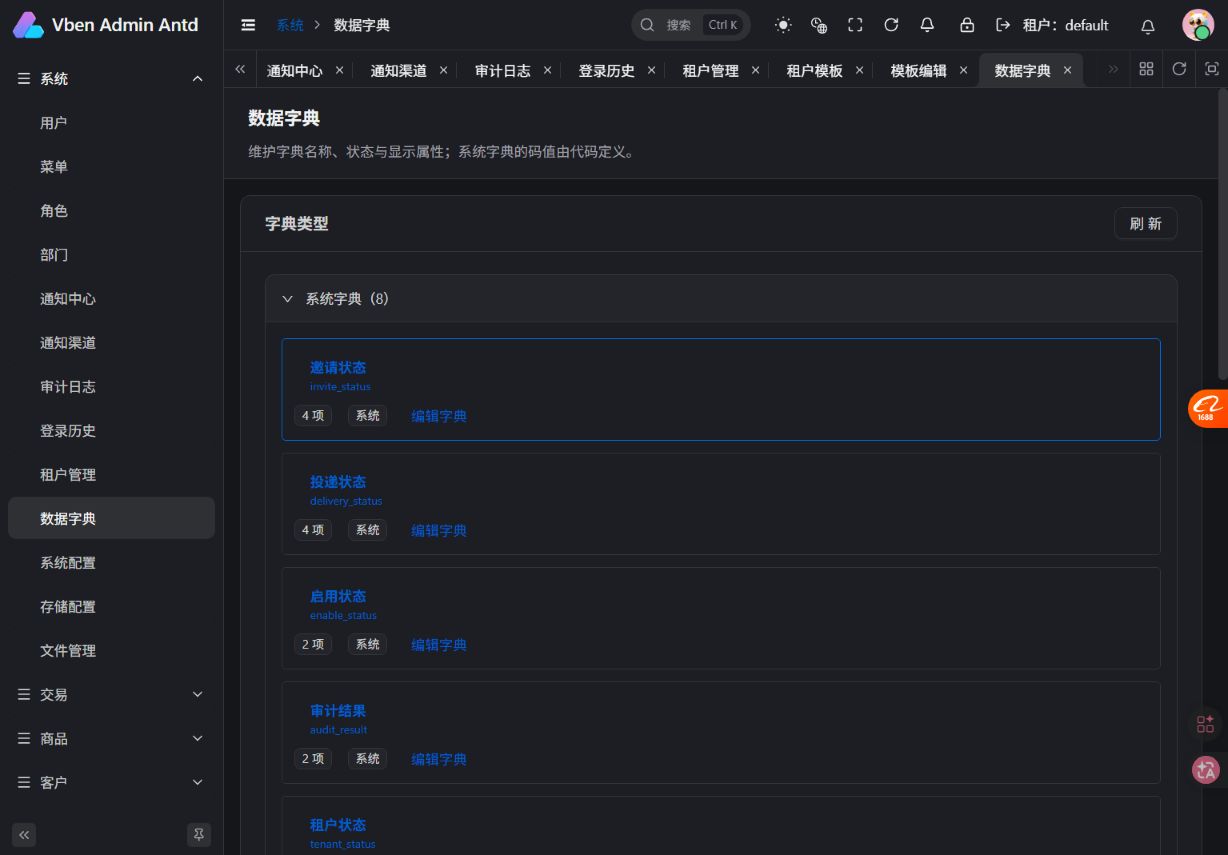 Vben Admin Antd
系统 > 数据字典
搜索 Ctrl K
租户：default
系统
用户
菜单
角色
部门
通知中心
通知渠道
审计日志
登录历史
租户管理
数据字典
系统配置
存储配置
文件管理
交易
商品
客户
通知中心 × 通知渠道 × 审计日志 × 登录历史 × 租户管理 × 租户模板 × 模板编辑 × 数据字典 ×
数据字典
维护字典名称、状态与显示属性；系统字典的码值由代码定义。
字典类型
刷 新
系统字典（8）
邀请状态
invite_status
4 项 系统 编辑字典
投递状态
delivery_status
4 项 系统 编辑字典
启用状态
enable_status
2 项 系统 编辑字典
审计结果
audit_result
2 项 系统 编辑字典
租户状态
tenant_status
1688